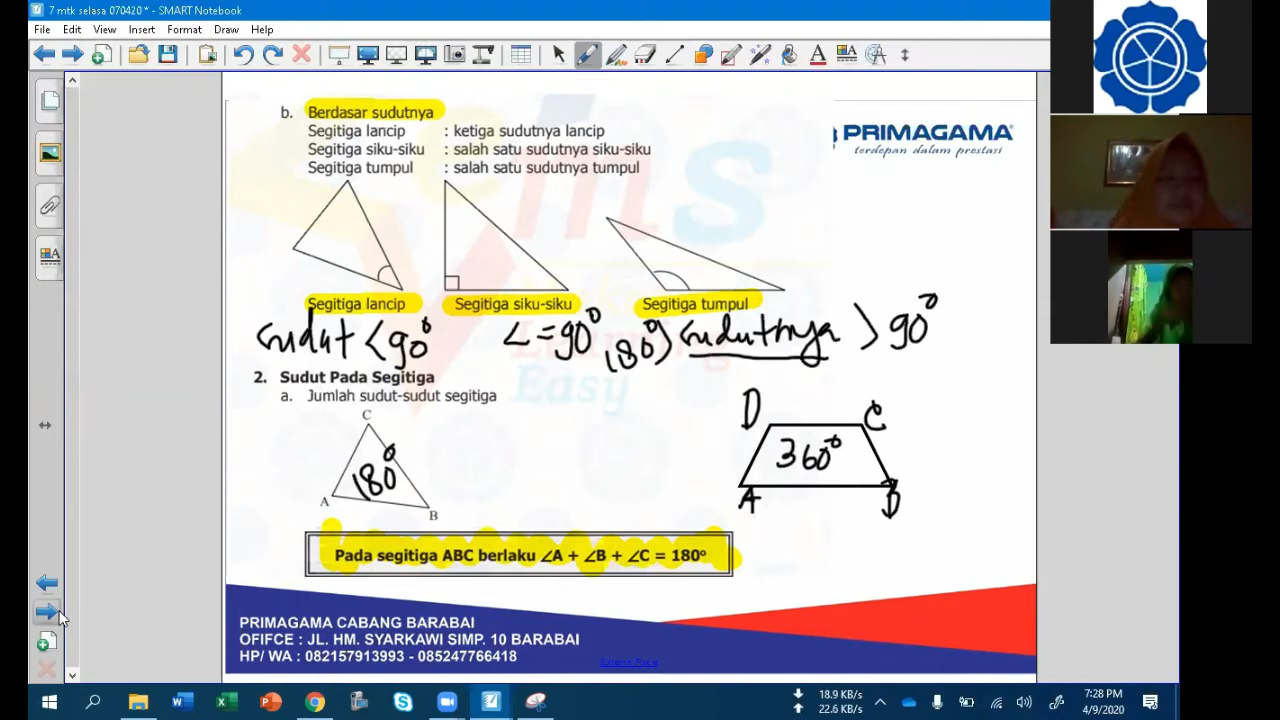 7 mtk selasa 070420 * - SMART Notebook
File Edit View Insert Format Draw Help
b. Berdasar sudutnya
Segitiga lancip : ketiga sudutnya lancip
Segitiga siku-siku : salah satu sudutnya siku-siku
Segitiga tumpul : salah satu sudutnya tumpul
PRIMAGAMA
terdepan dalam prestasi
Segitiga lancip Segitiga siku-siku Segitiga tumpul
sudut < 90° ∠ = 90° 180° > sudutnya > 90°
2. Sudut Pada Segitiga
a. Jumlah sudut-sudut segitiga
C
180°
A
B
D C
360°
A B
Pada segitiga ABC berlaku ∠A + ∠B + ∠C = 180°
PRIMAGAMA CABANG BARABAI
OFIFCE : JL. HM. SYARKAWI SIMP. 10 BARABAI
HP/ WA : 082157913993 - 085247766418
18.9 KB/s
22.6 KB/s
7:28 PM
4/9/2020